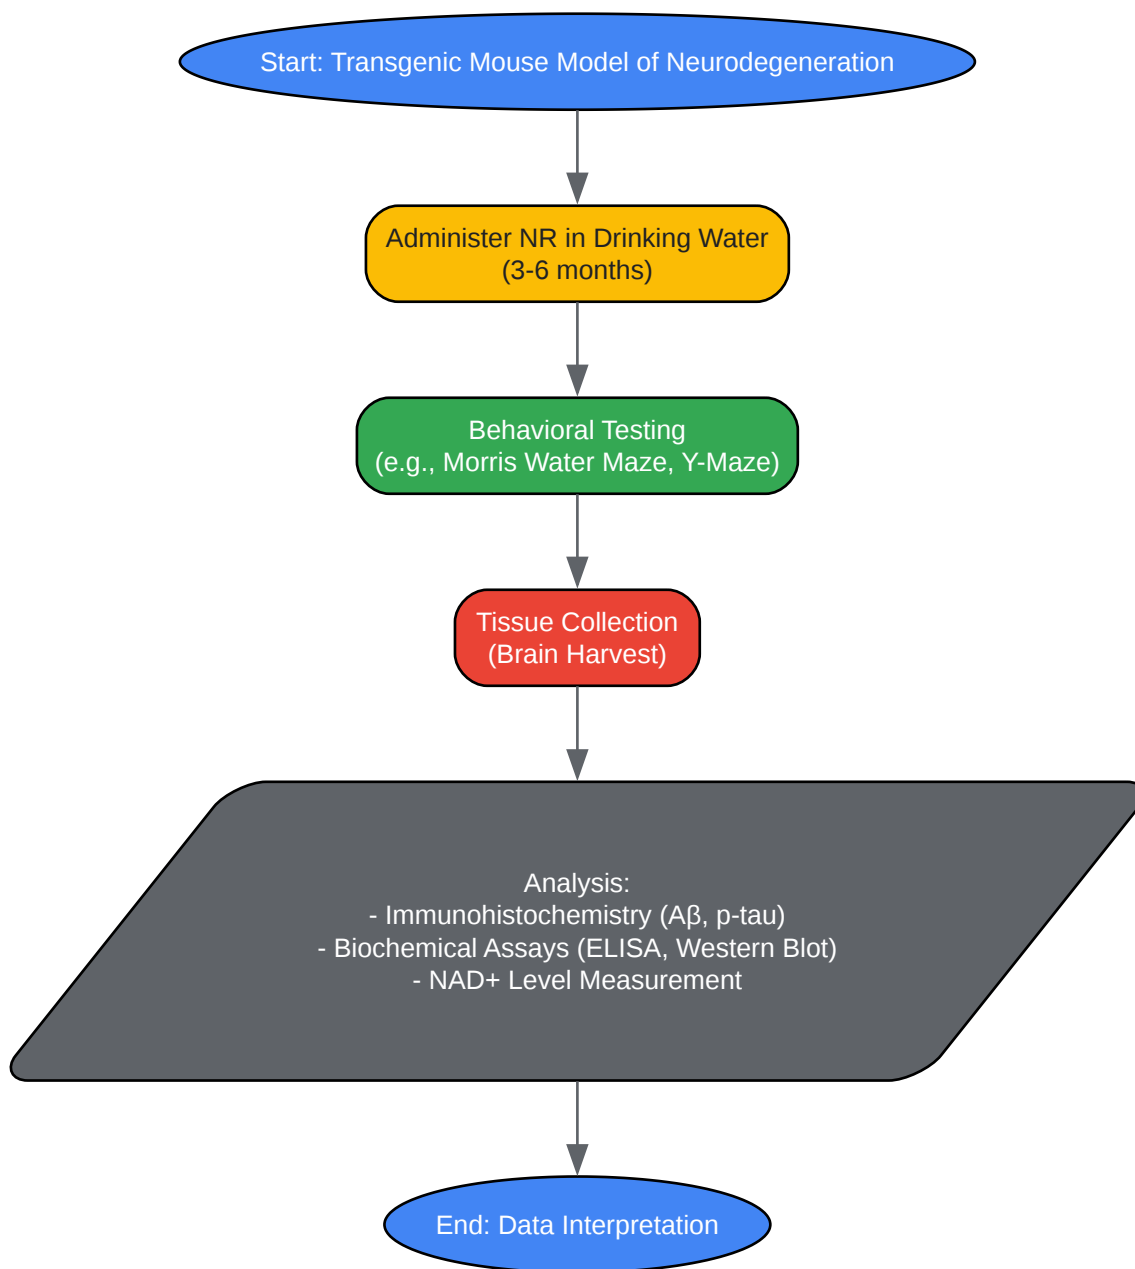 Start: Transgenic Mouse Model of Neurodegeneration
Administer NR in Drinking Water
(3-6 months)
Behavioral Testing
(e.g., Morris Water Maze, Y-Maze)
Tissue Collection
(Brain Harvest)
Analysis:
- Immunohistochemistry (Aβ, p-tau)
- Biochemical Assays (ELISA, Western Blot)
- NAD+ Level Measurement
End: Data Interpretation